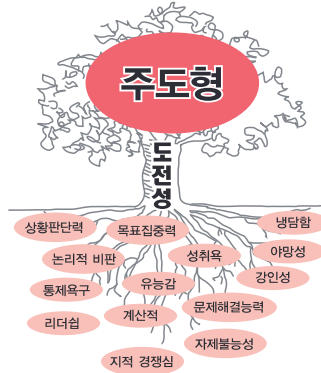 주도형
도전성
상황판단력
목표집중력
냉담함
논리적 비판
성취욕
야망성
통제욕구
유능감
강인성
리더쉽
계산적
문제해결능력
자제불능성
지적 경쟁심